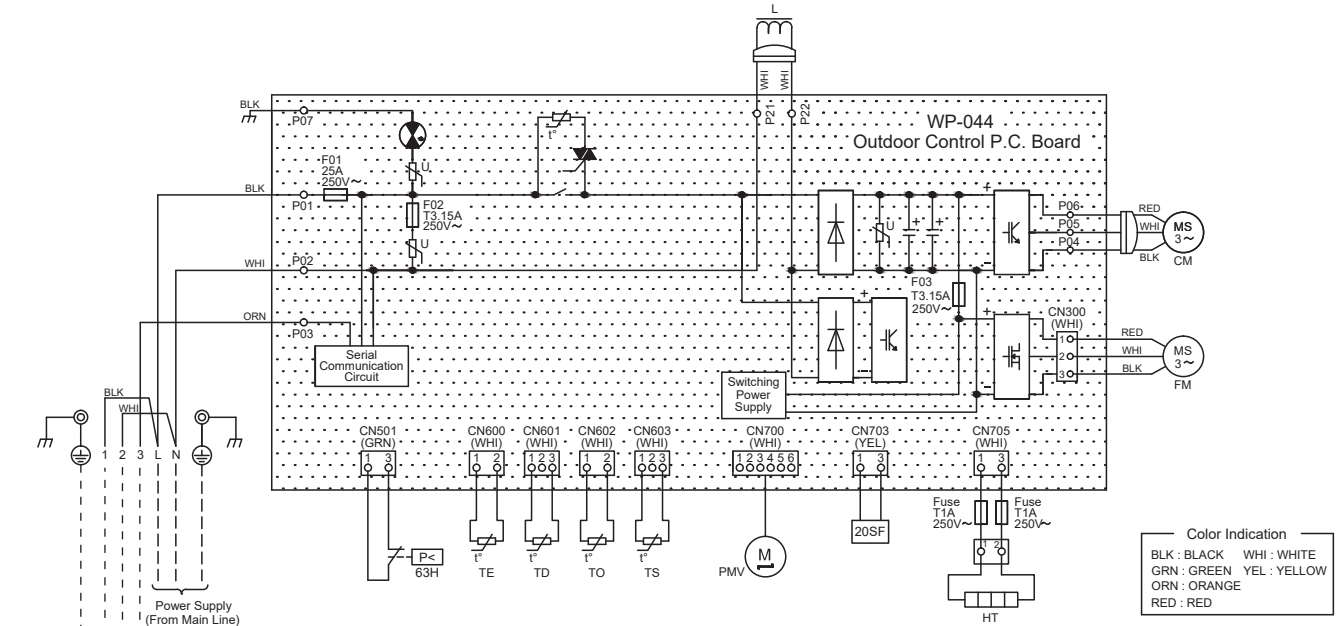 L
WHI
WHI
BLK
P07
P21
P22
WP-044
Outdoor Control P.C. Board
t°
U
F01
25A
250V~
BLK
P01
F02
T3.15A
250V~
U
U
+
+
+
P06
P05
P04
RED
WHI
BLK
MS
3~
CM
WHI
P02
−
F03
T3.15A
250V~
+
+
CN300
(WHI)
ORN
P03
1
2
3
RED
WHI
BLK
MS
3~
FM
Serial
Communication
Circuit
−
−
Switching
Power
Supply
BLK
WHI
1 2 3 L N
CN501
(GRN)
1 3
CN600
(WHI)
1 2
CN601
(WHI)
1 2 3
CN602
(WHI)
1 2
CN603
(WHI)
1 2 3
CN700
(WHI)
1 2 3 4 5 6
CN703
(YEL)
1 3
CN705
(WHI)
1 3
P<
63H
t°
TE
t°
TD
t°
TO
t°
TS
PMV
M
20SF
Fuse
T1A
250V~
Fuse
T1A
250V~
1 2
HT
Power Supply
(From Main Line)
Color Indication
BLK : BLACK WHI : WHITE
GRN : GREEN YEL : YELLOW
ORN : ORANGE
RED : RED